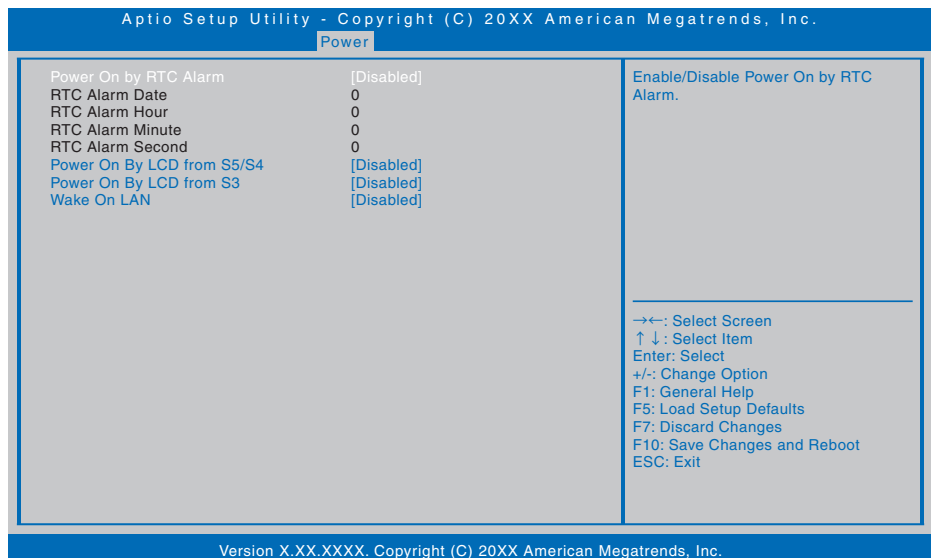 Aptio Setup Utility - Copyright (C) 20XX American Megatrends, Inc.
Power
Power On by RTC Alarm [Disabled]
RTC Alarm Date 0
RTC Alarm Hour 0
RTC Alarm Minute 0
RTC Alarm Second 0
Power On By LCD from S5/S4 [Disabled]
Power On By LCD from S3 [Disabled]
Wake On LAN [Disabled]
Enable/Disable Power On by RTC
Alarm.
→←: Select Screen
↑↓: Select Item
Enter: Select
+/-: Change Option
F1: General Help
F5: Load Setup Defaults
F7: Discard Changes
F10: Save Changes and Reboot
ESC: Exit
Version X.XX.XXXX. Copyright (C) 20XX American Megatrends, Inc.